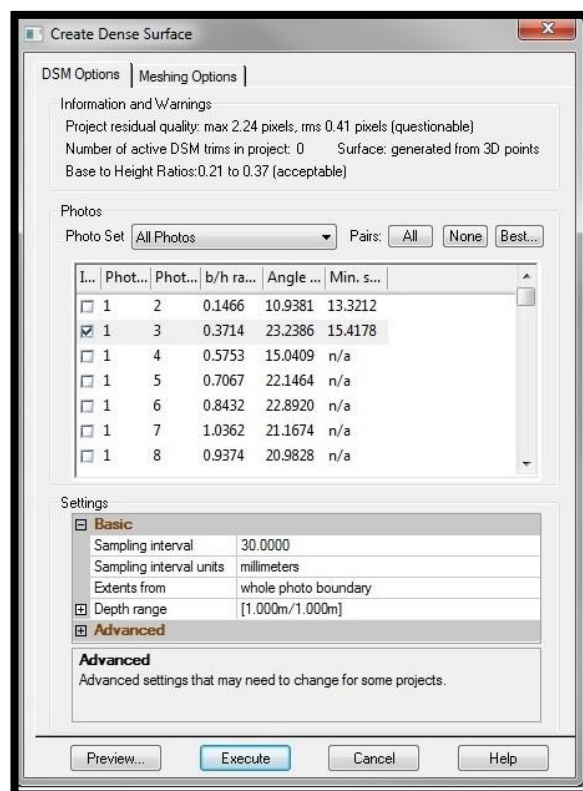 Create Dense Surface
DSM Options Meshing Options
Information and Warnings
Project residual quality: max 2.24 pixels, rms 0.41 pixels (questionable)
Number of active DSM trims in project: 0 Surface: generated from 3D points
Base to Height Ratios:0.21 to 0.37 (acceptable)
Photos
Photo Set All Photos Pairs: All None Best...
I... Phot... Phot... b/h ra... Angle ... Min. s...
1 2 0.1466 10.9381 13.3212
1 3 0.3714 23.2386 15.4178
1 4 0.5753 15.0409 n/a
1 5 0.7067 22.1464 n/a
1 6 0.8432 22.8920 n/a
1 7 1.0362 21.1674 n/a
1 8 0.9374 20.9828 n/a
Settings
Basic
Sampling interval 30.0000
Sampling interval units millimeters
Extents from whole photo boundary
Depth range [1.000m/1.000m]
Advanced
Advanced
Advanced settings that may need to change for some projects.
Preview... Execute Cancel Help